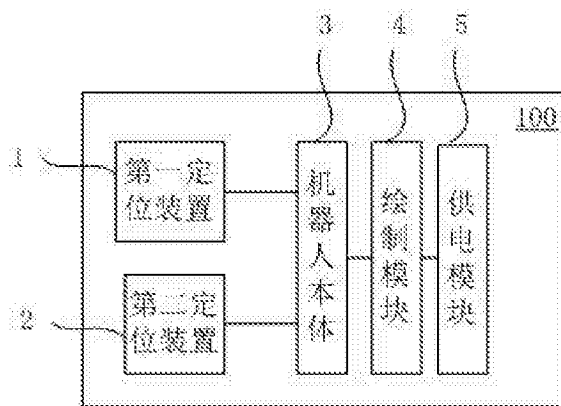 3 4 5
100
1
第一定
位装置
机器人本体
绘制模块
供电模块
第二定
位装置
2